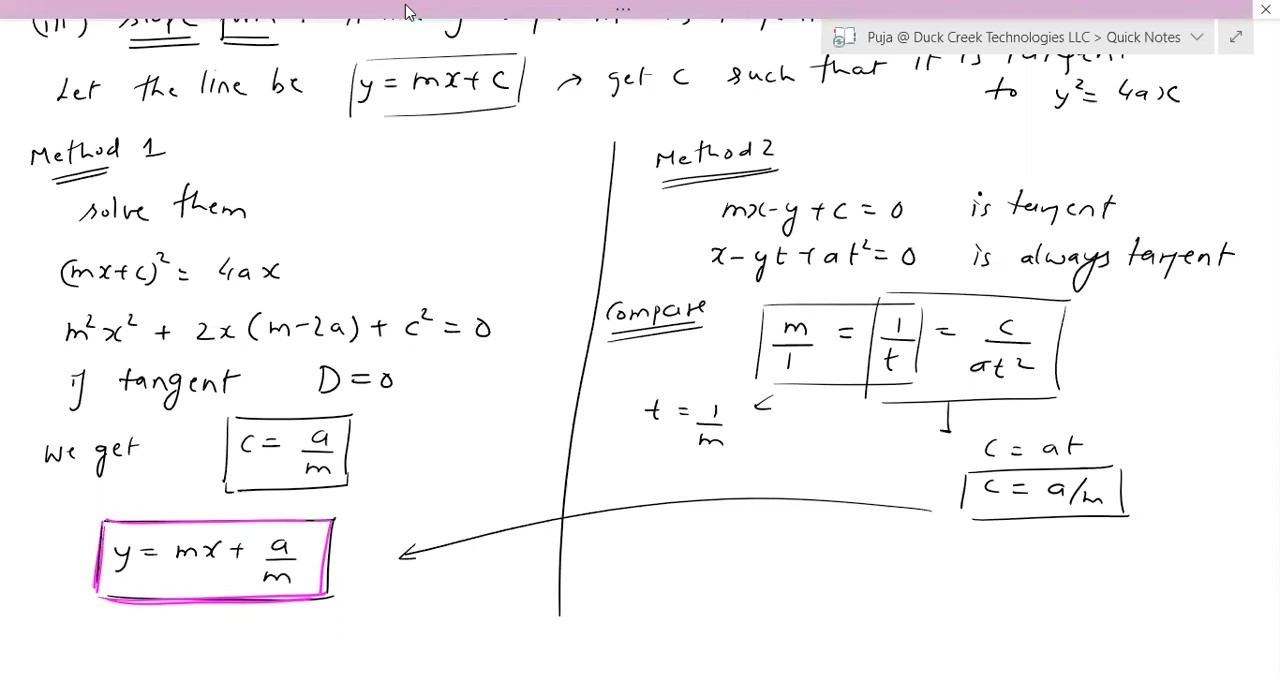 (iii) slope form :
Puja @ Duck Creek Technologies LLC > Quick Notes
Let the line be y = mx + c → get c such that it is tangent
to y² = 4ax
Method 1
solve them
(mx+c)² = 4ax
m²x² + 2x(m-2a) + c² = 0
if tangent D = 0
we get c = a/m
y = mx + a/m
Method 2
mx - y + c = 0 is tangent
x - yt + at² = 0 is always tangent
Compare m/1 = 1/t = c/at²
t = 1/m
c = at
c = a/m